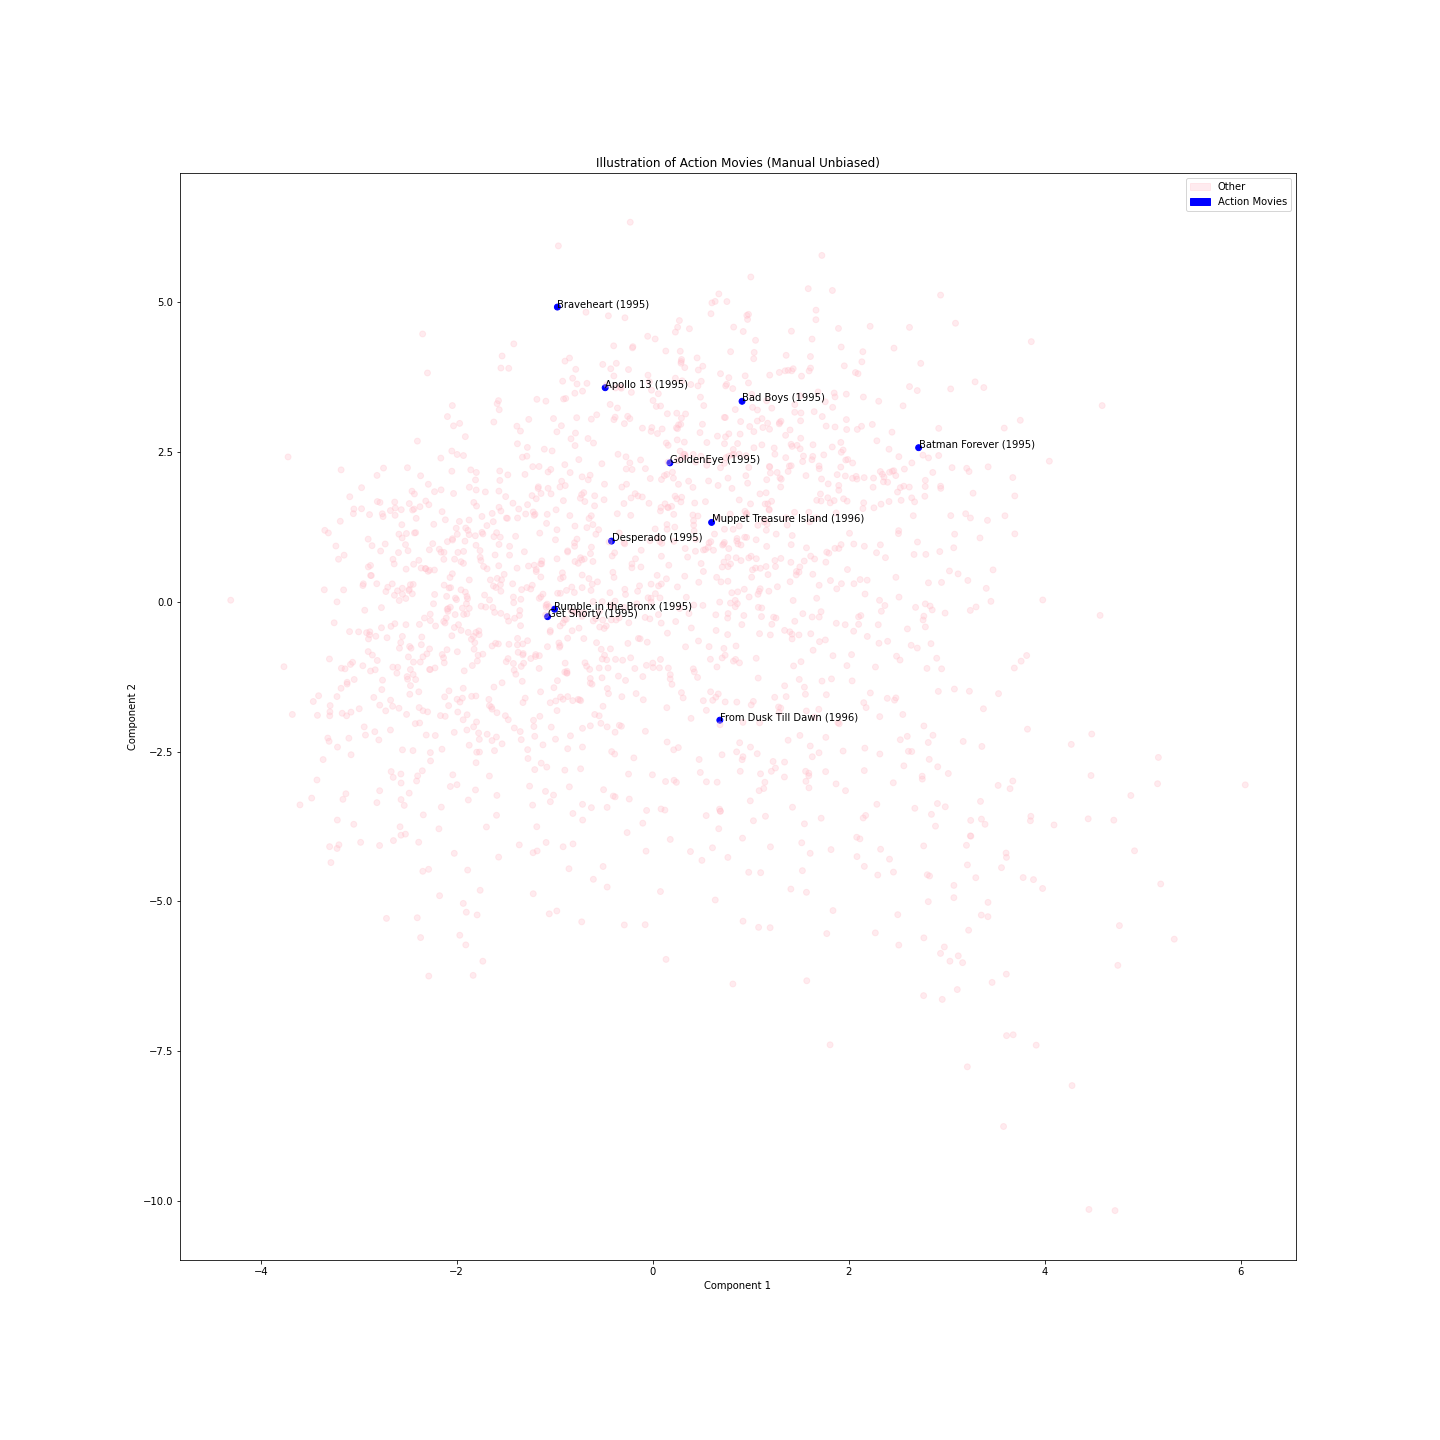 Illustration of Action Movies (Manual Unbiased)
Other
Action Movies
5.0
2.5
0.0
−2.5
−5.0
−7.5
−10.0
Component 2
Braveheart (1995)
Apollo 13 (1995)
Bad Boys (1995)
Batman Forever (1995)
GoldenEye (1995)
Muppet Treasure Island (1996)
Desperado (1995)
Rumble in the Bronx (1995)
Get Shorty (1995)
From Dusk Till Dawn (1996)
−4
−2
0
2
4
6
Component 1